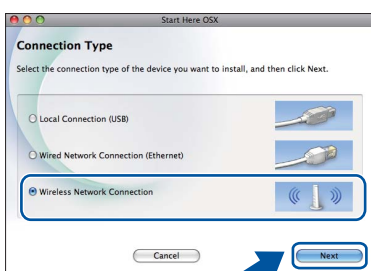 Start Here OSX
Connection Type
Select the connection type of the device you want to install, and then click Next.
Local Connection (USB)
Wired Network Connection (Ethernet)
Wireless Network Connection
Cancel
Next